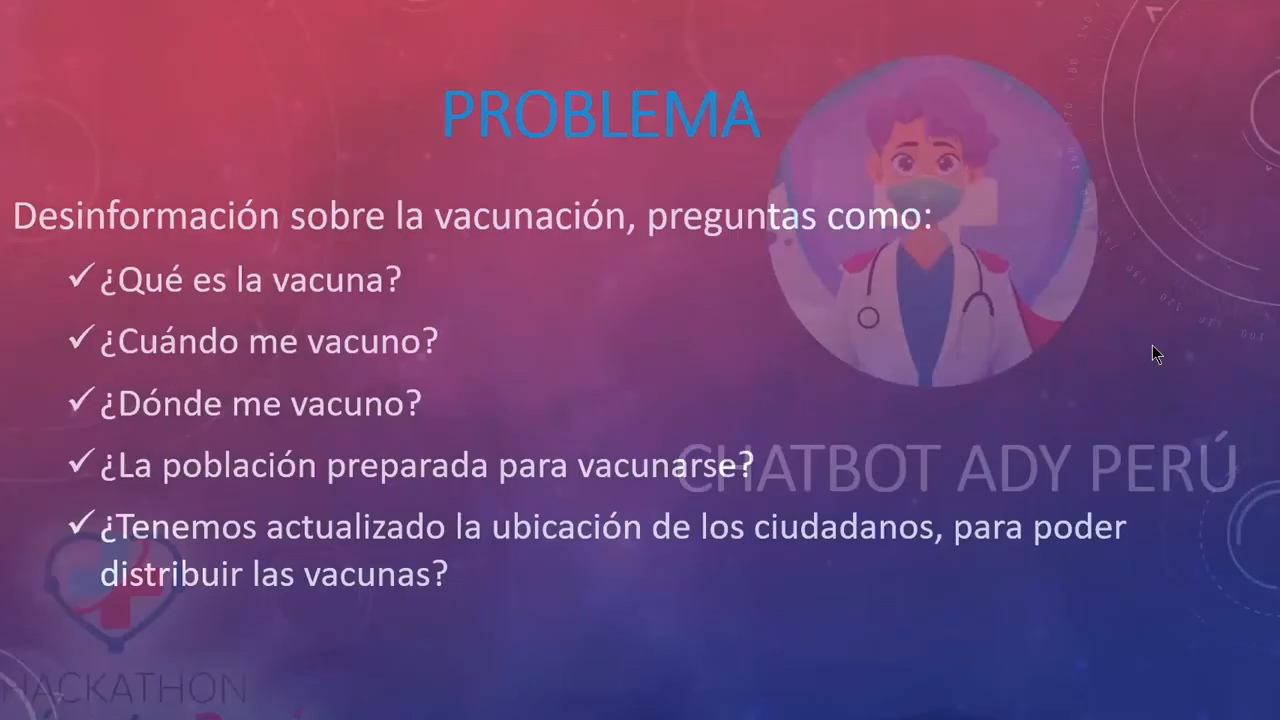 PROBLEMA
Desinformación sobre la vacunación, preguntas como:
✓ ¿Qué es la vacuna?
✓ ¿Cuándo me vacuno?
✓ ¿Dónde me vacuno?
✓ ¿La población preparada para vacunarse?
CHATBOT ADY PERÚ
✓ ¿Tenemos actualizado la ubicación de los ciudadanos, para poder
distribuir las vacunas?
HACKATHON